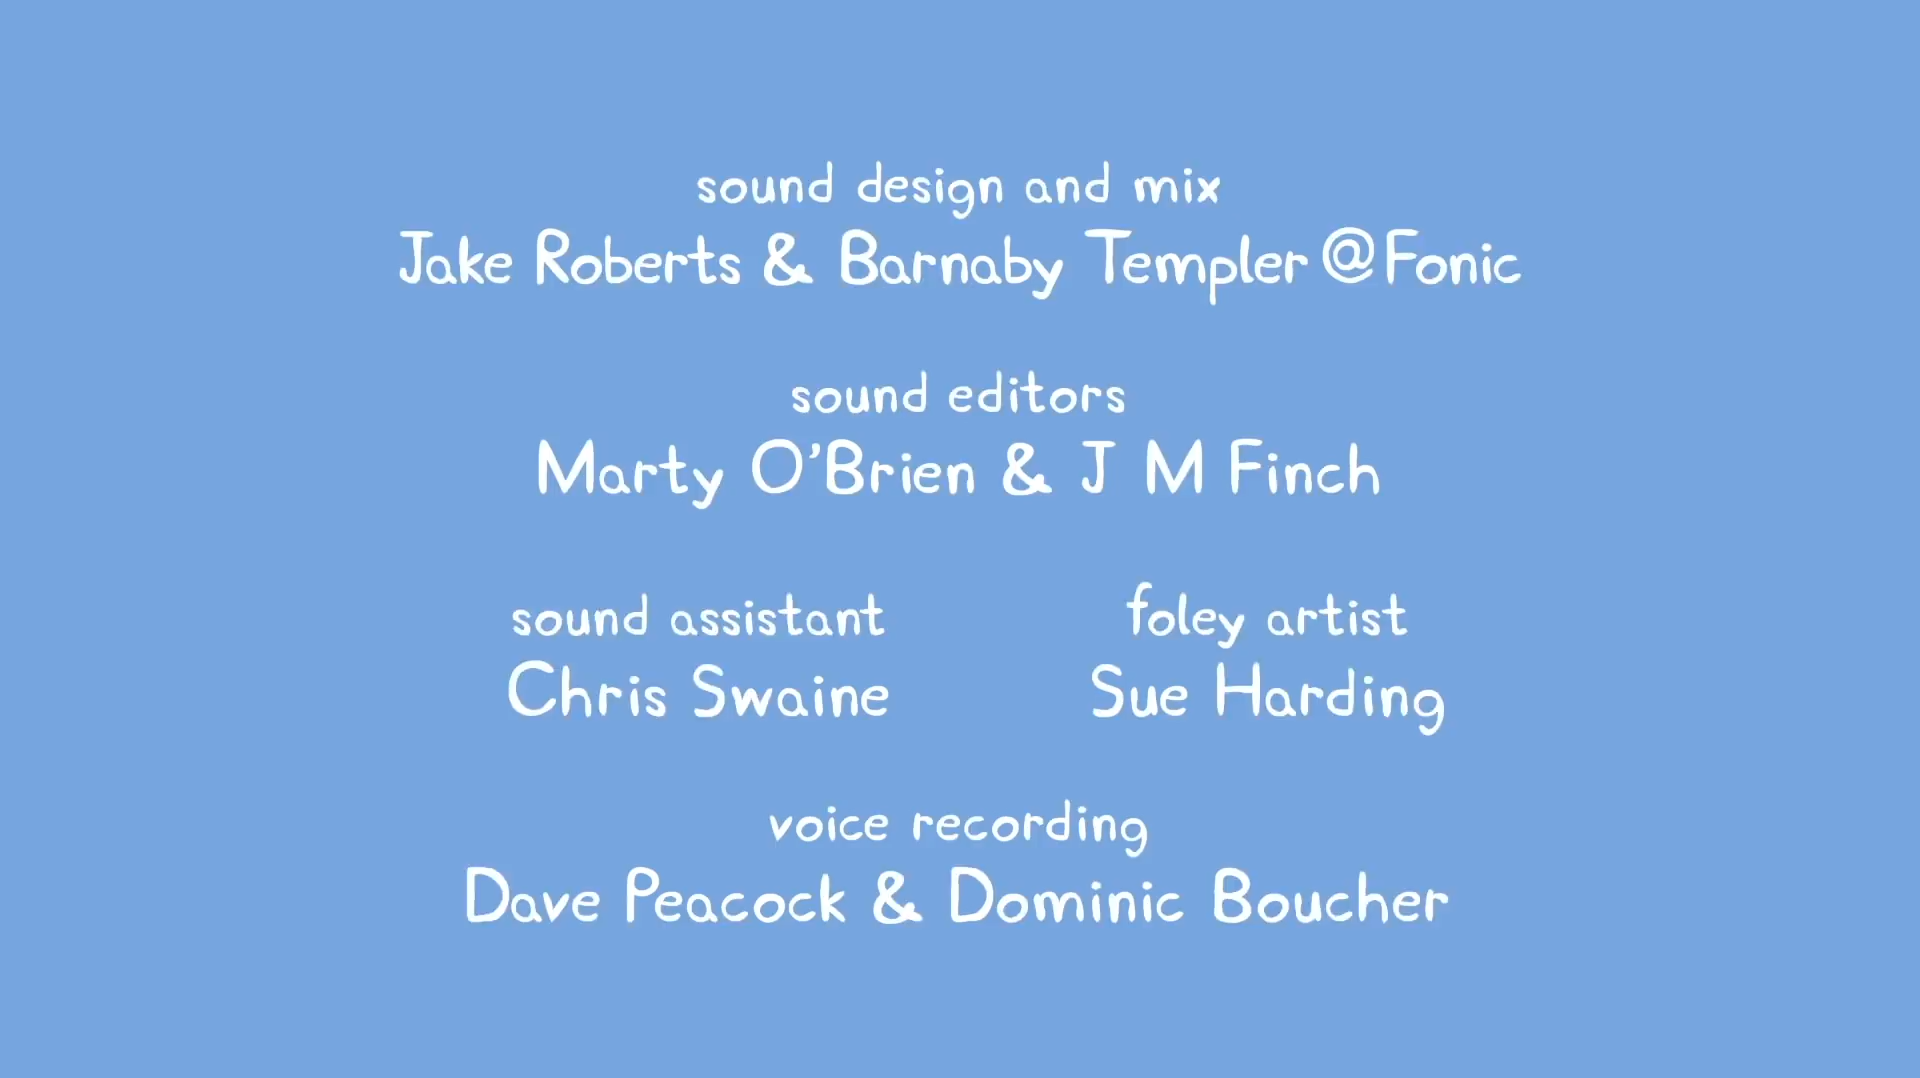 sound design and mix
Jake Roberts & Barnaby Templer @Fonic
sound editors
Marty O'Brien & J M Finch
sound assistant
Chris Swaine
foley artist
Sue Harding
voice recording
Dave Peacock & Dominic Boucher